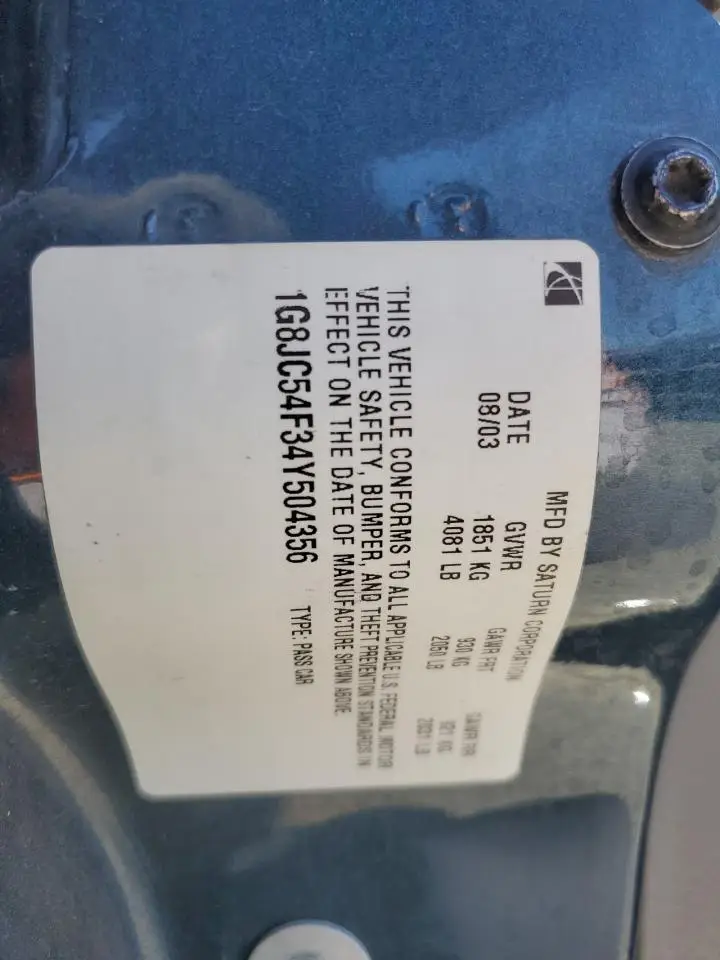 MFD BY SATURN CORPORATION
DATE GVWR GAWR FRT GAWR RR
08/03 1851 KG 930 KG 921 KG
4081 LB 2050 LB 2031 LB
THIS VEHICLE CONFORMS TO ALL APPLICABLE U.S. FEDERAL MOTOR
VEHICLE SAFETY, BUMPER, AND THEFT PREVENTION STANDARDS IN
EFFECT ON THE DATE OF MANUFACTURE SHOWN ABOVE.
1G8JC54F34Y504356 TYPE: PASS CAR